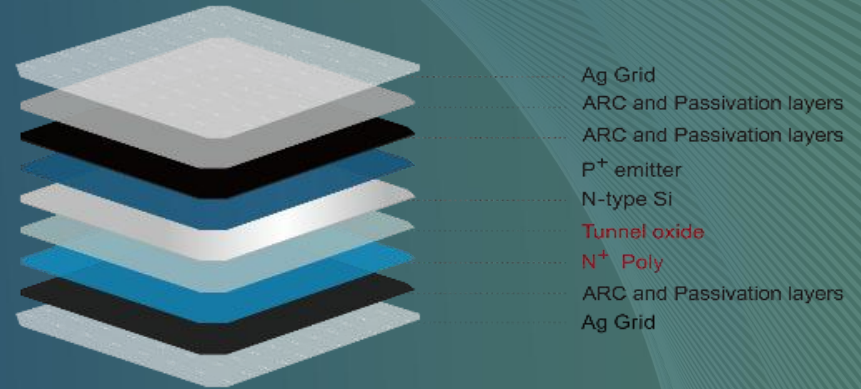 Ag Grid
ARC and Passivation layers
ARC and Passivation layers
P+ emitter
N-type Si
Tunnel oxide
N+ Poly
ARC and Passivation layers
Ag Grid